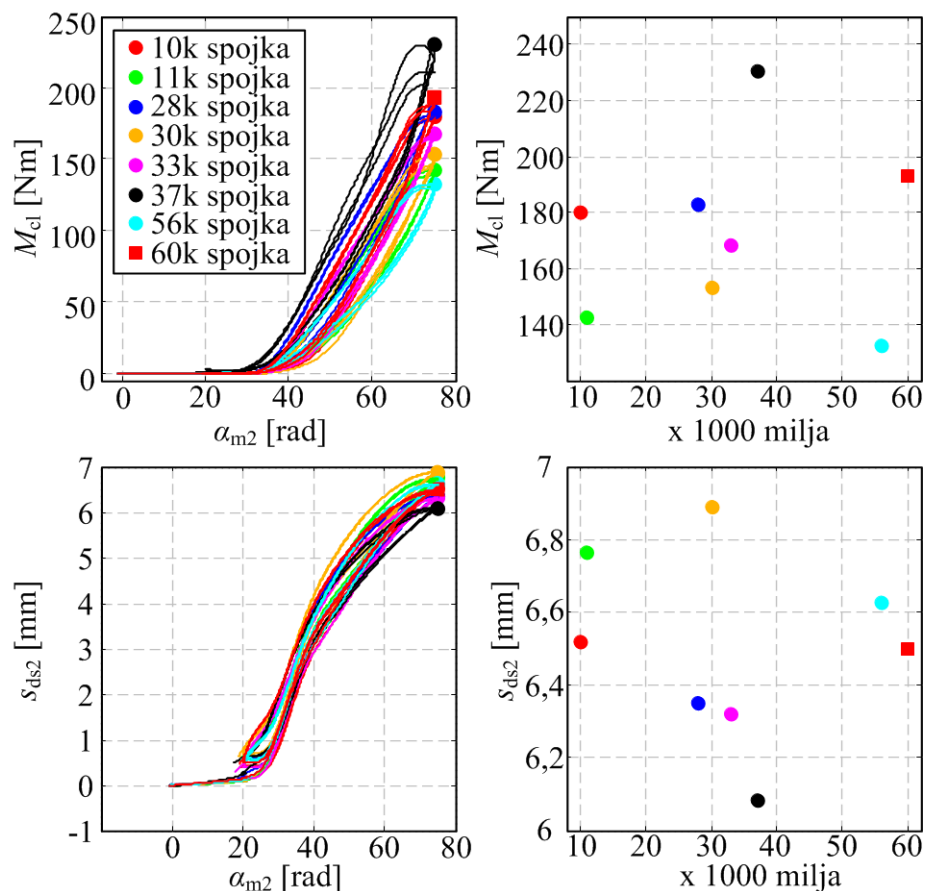 250
200
150
100
50
0
M_cl [Nm]
10k spojka
11k spojka
28k spojka
30k spojka
33k spojka
37k spojka
56k spojka
60k spojka
0 20 40 60 80
α_m2 [rad]
240
220
200
180
160
140
M_cl [Nm]
10 20 30 40 50 60
x 1000 milja
7
6
5
4
3
2
1
0
-1
s_ds2 [mm]
0 20 40 60 80
α_m2 [rad]
7
6,8
6,6
6,4
6,2
6
s_ds2 [mm]
10 20 30 40 50 60
x 1000 milja